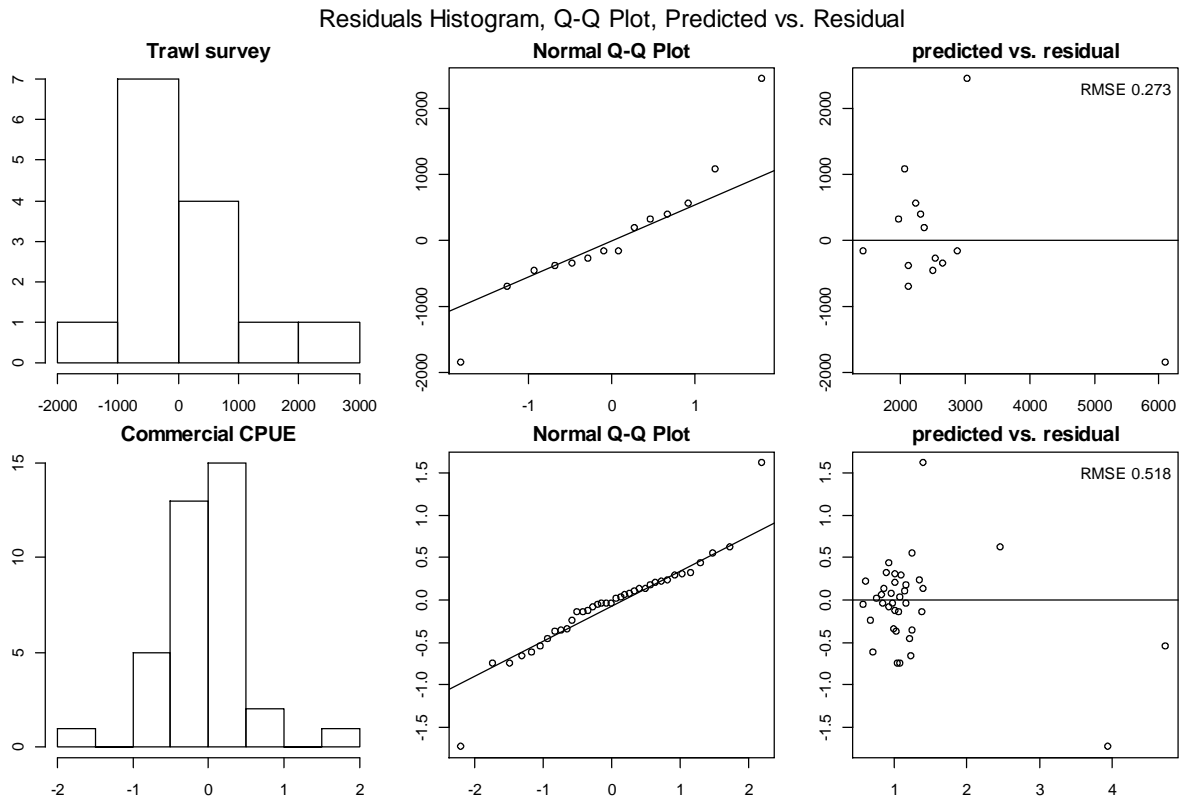 Residuals Histogram, Q-Q Plot, Predicted vs. Residual
Trawl survey
Normal Q-Q Plot
predicted vs. residual
7
6
5
4
3
2
1
0
-2000 -1000 0 1000 2000 3000
2000
1000
0
-1000
-2000
-1 0 1
RMSE 0.273
2000
1000
0
-1000
-2000
2000 3000 4000 5000 6000
Commercial CPUE
Normal Q-Q Plot
predicted vs. residual
15
10
5
0
-2 -1 0 1 2
1.5
1.0
0.5
0.0
-0.5
-1.0
-1.5
-2 -1 0 1 2
RMSE 0.518
1.5
1.0
0.5
0.0
-0.5
-1.0
-1.5
1 2 3 4